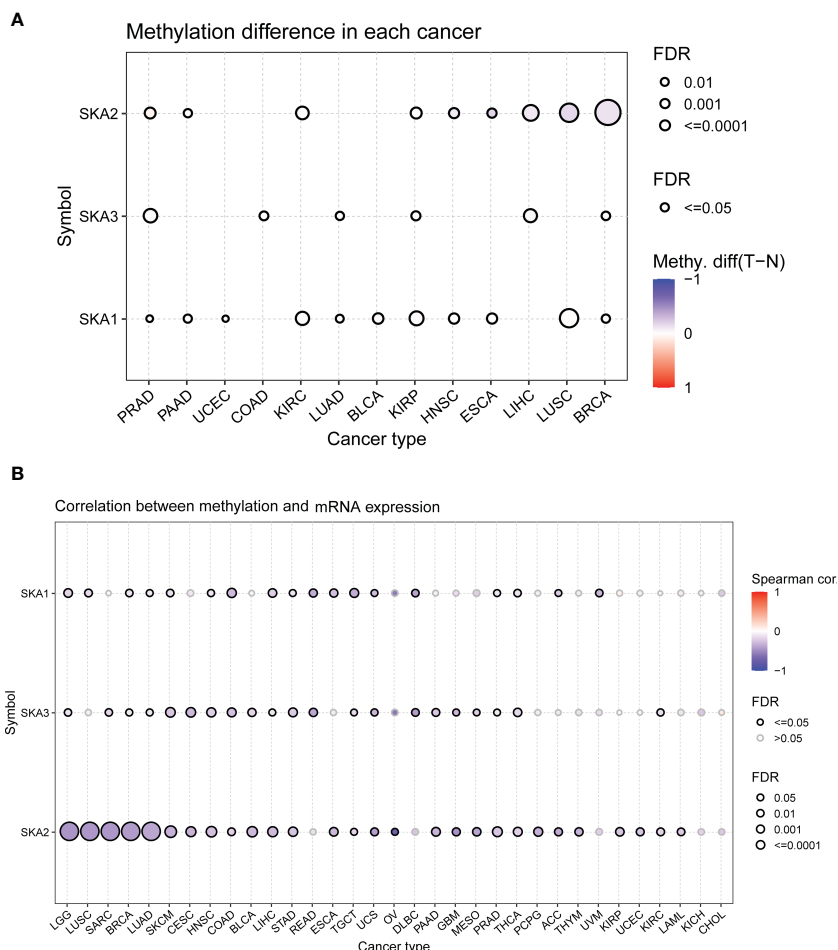 A
Methylation difference in each cancer
FDR
0.01
0.001
<=0.0001
FDR
<=0.05
Methy. diff(T−N)
−1
0
1
Symbol
SKA2
SKA3
SKA1
PRAD PAAD UCEC COAD KIRC LUAD BLCA KIRP HNSC ESCA LIHC LUSC BRCA
Cancer type
B
Correlation between methylation and mRNA expression
Symbol
SKA1
SKA3
SKA2
Spearman cor.
1
0
−1
FDR
<=0.05
>0.05
FDR
0.05
0.01
0.001
<=0.0001
LGG LUSC SARC BRCA LUAD SKCM CESC HNSC COAD BLCA LIHC STAD READ ESCA TGCT UCS OV DLBC PAAD GBM MESO PRAD THCA PCPG ACC THYM UVM KIRP UCEC KIRC LAML KICH CHOL
Cancer type